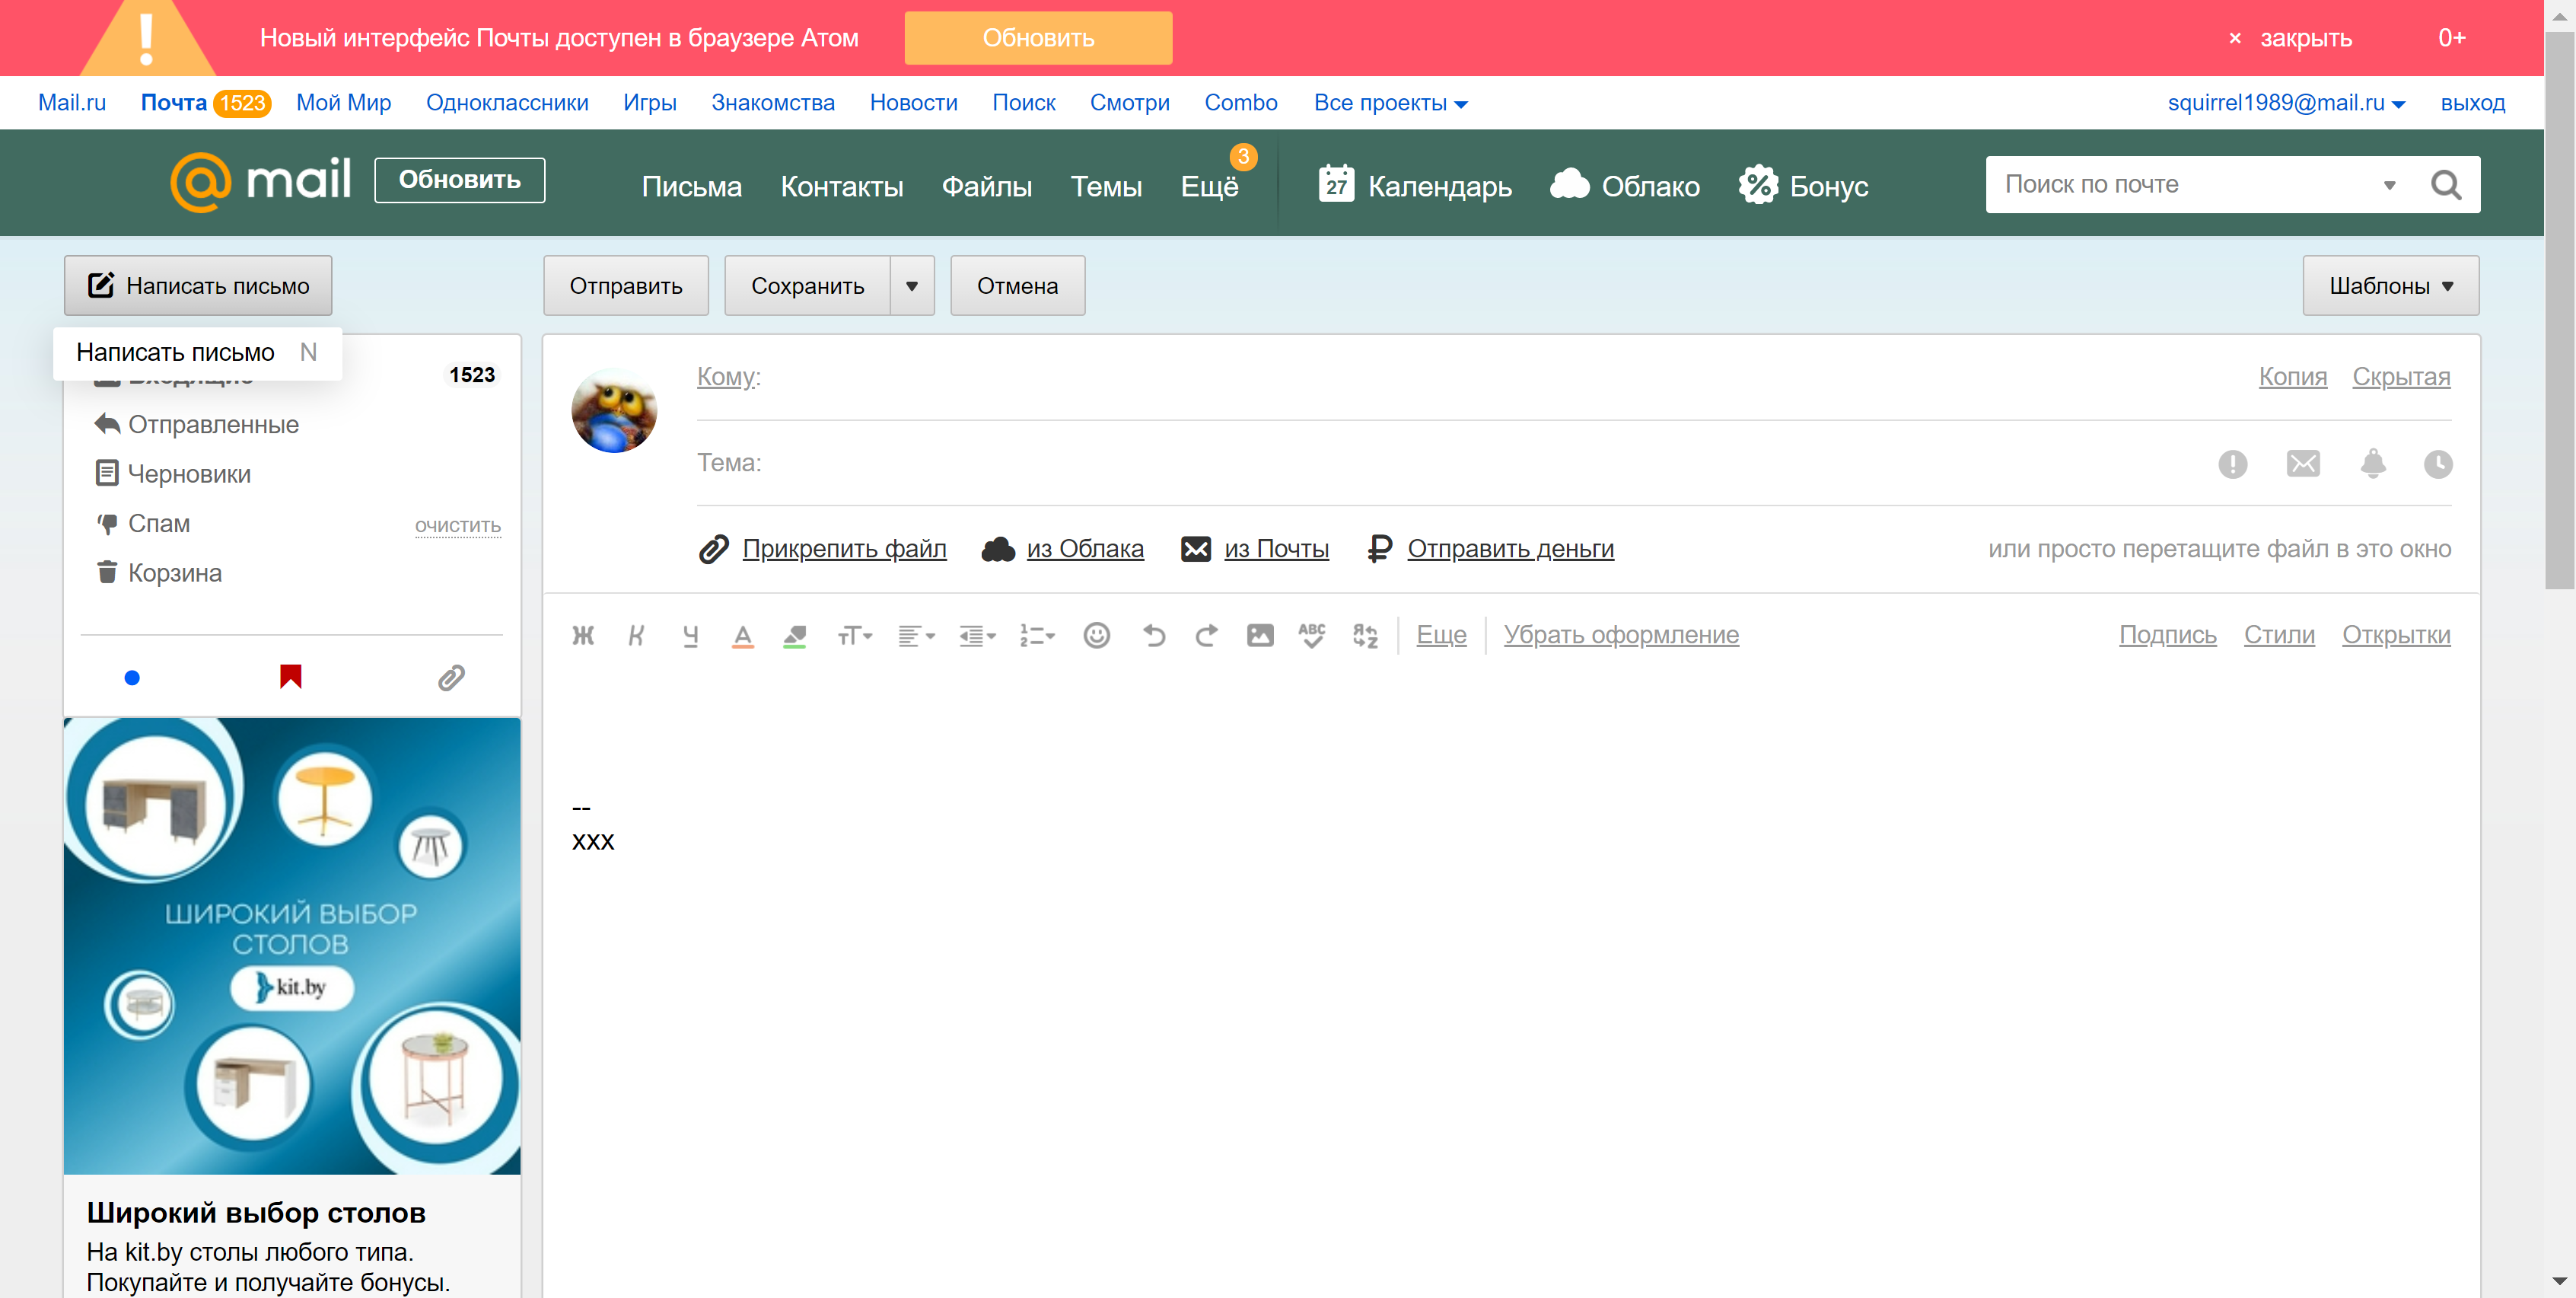 Новый интерфейс Почты доступен в браузере Атом Обновить × закрыть 0+
Mail.ru Почта 1523 Мой Мир Одноклассники Игры Знакомства Новости Поиск Смотри Combo Все проекты squirrel1989@mail.ru выход
@mail Обновить Письма Контакты Файлы Темы Ещё 3 27 Календарь Облако Бонус Поиск по почте
Написать письмо Отправить Сохранить Отмена Шаблоны
Написать письмо N
Входящие 1523
Отправленные
Черновики
Спам очистить
Корзина
Кому: Копия Скрытая
Тема:
Прикрепить файл из Облака из Почты Отправить деньги или просто перетащите файл в это окно
Ж К Ч А тТ 1 2 ABC Я Z Еще Убрать оформление Подпись Стили Открытки
--
xxx
ШИРОКИЙ ВЫБОР
СТОЛОВ
kit.by
Широкий выбор столов
На kit.by столы любого типа.
Покупайте и получайте бонусы.